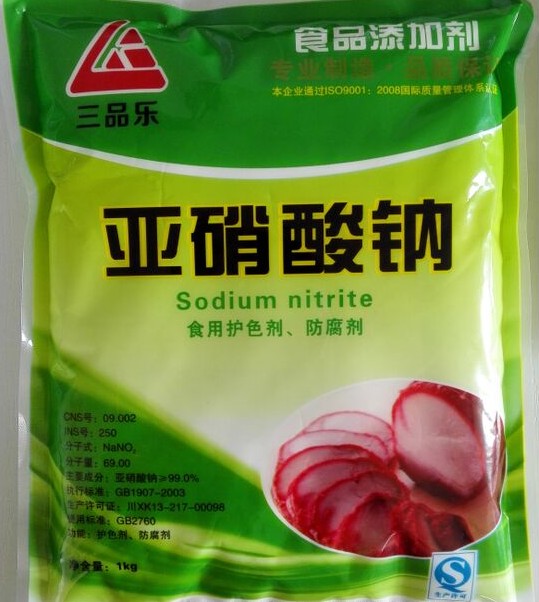 食品添加剂
三品乐
专业制造·品质保
本企业通过ISO9001：2008国际质量管理体系认证
亚硝酸钠
Sodium nitrite
食用护色剂、防腐剂
CNS号：09.002
INS号：250
分子式：NaNO₂
分子量：69.00
主要成分：亚硝酸钠≥99.0%
执行标准：GB1907-2003
生产许可证：川XK13-217-00098
使用标准：GB2760
功能：护色剂、防腐剂
净含量：1kg
生产许可